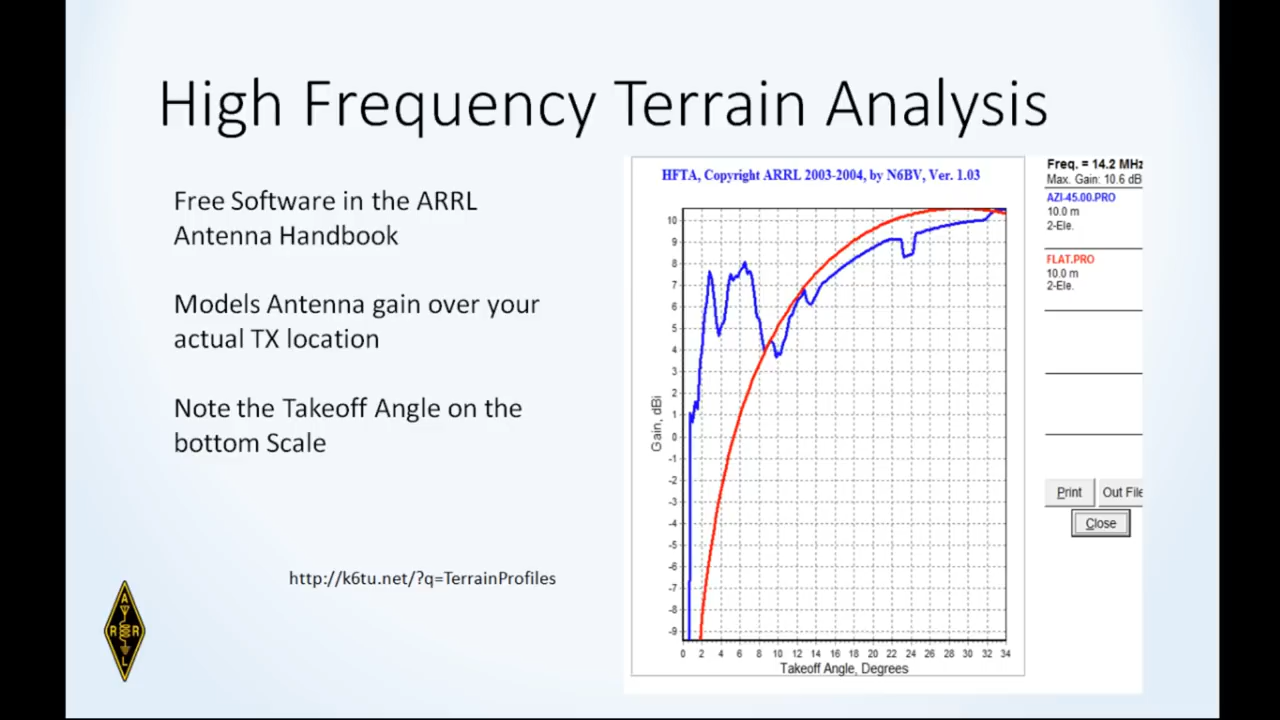 High Frequency Terrain Analysis
Free Software in the ARRL
Antenna Handbook
Models Antenna gain over your
actual TX location
Note the Takeoff Angle on the
bottom Scale
http://k6tu.net/?q=TerrainProfiles
A
R R
L
HFTA, Copyright ARRL 2003-2004, by N6BV, Ver. 1.03
Gain, dBi
10
9
8
7
6
5
4
3
2
1
0
-1
-2
-3
-4
-5
-6
-7
-8
-9
0 2 4 6 8 10 12 14 16 18 20 22 24 26 28 30 32 34
Takeoff Angle, Degrees
Freq. = 14.2 MHz
Max. Gain: 10.6 dB
AZI-45.00.PRO
10.0 m
2-Ele.
FLAT.PRO
10.0 m
2-Ele.
Print Out File
Close